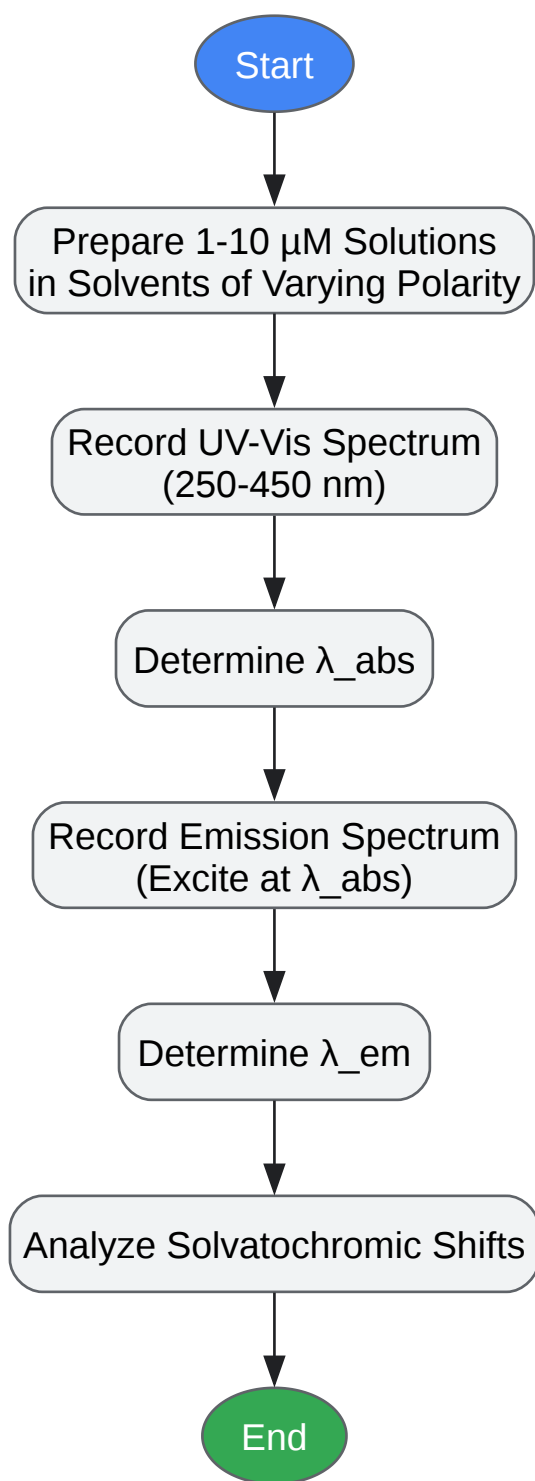 Start
Prepare 1-10 µM Solutions
in Solvents of Varying Polarity
Record UV-Vis Spectrum
(250-450 nm)
Determine λ_abs
Record Emission Spectrum
(Excite at λ_abs)
Determine λ_em
Analyze Solvatochromic Shifts
End